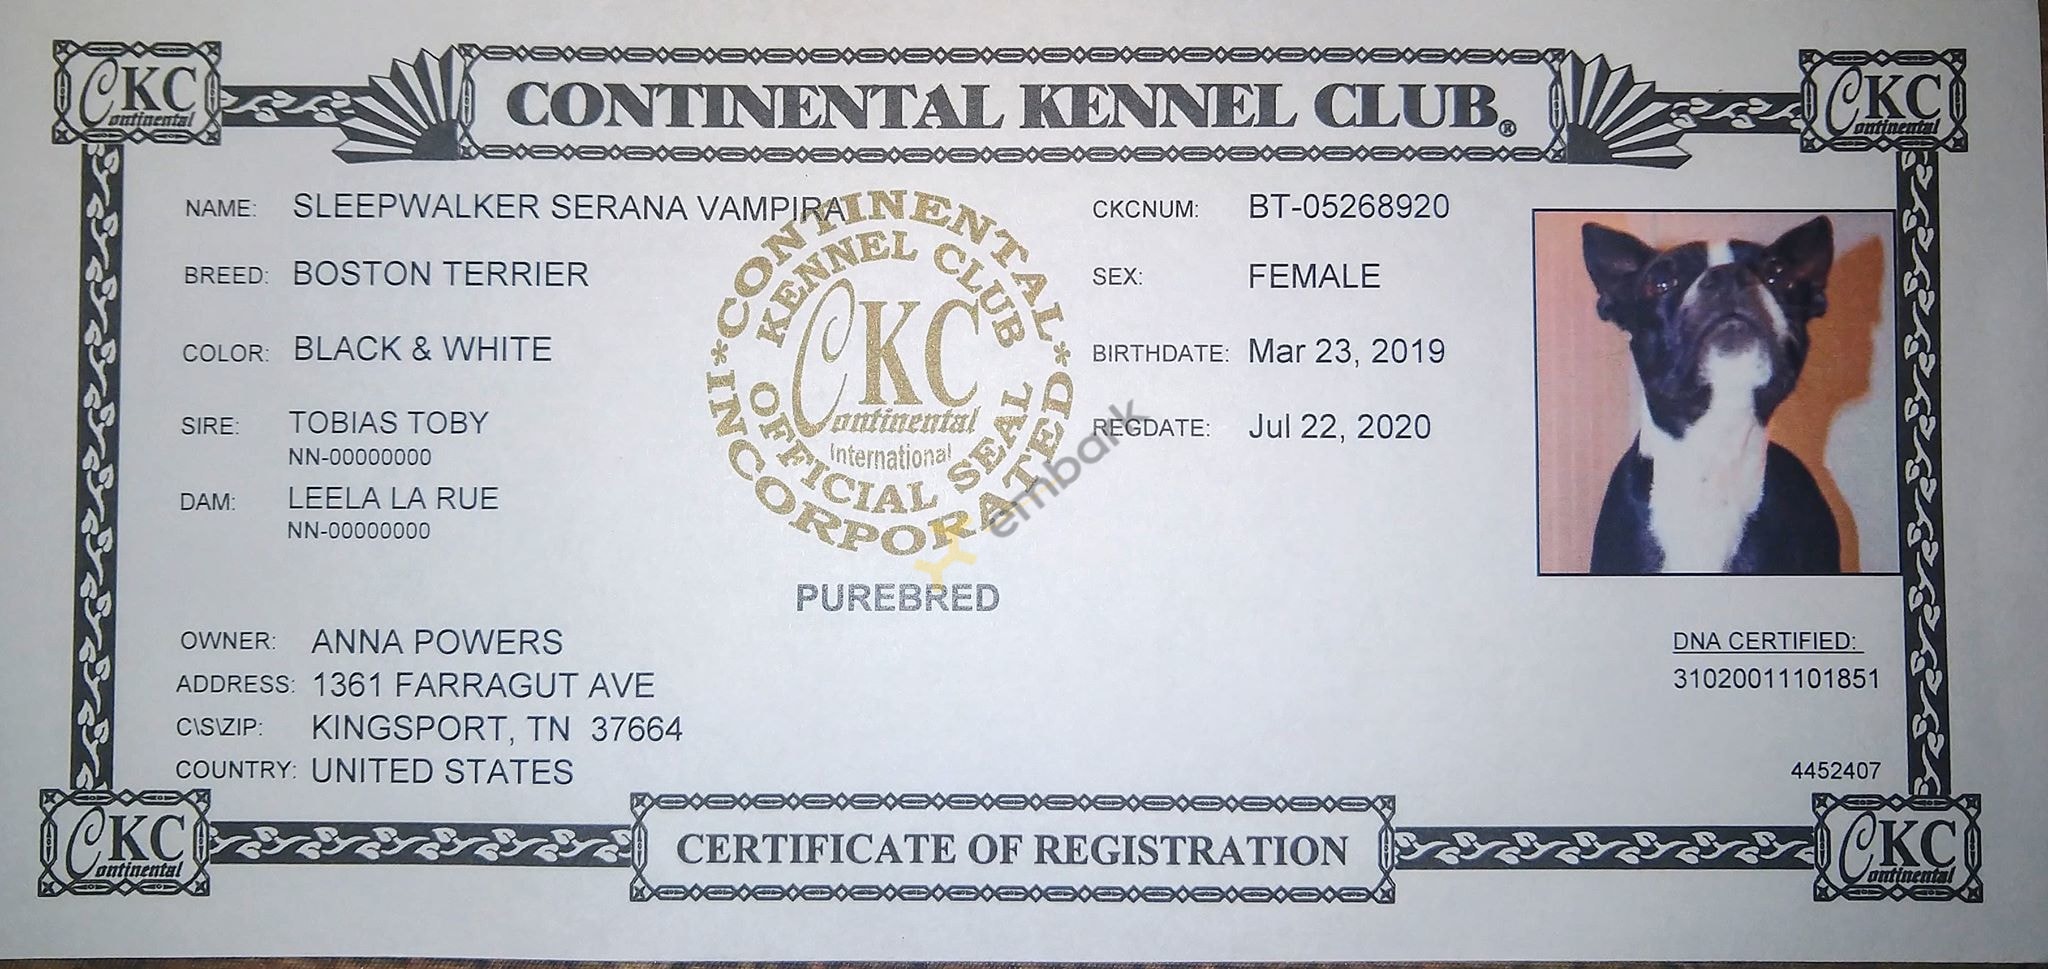 CKC
Continental
CONTINENTAL KENNEL CLUB®
CKC
Continental
NAME: SLEEPWALKER SERANA VAMPIRA
CKCNUM: BT-05268920
BREED: BOSTON TERRIER
SEX: FEMALE
COLOR: BLACK & WHITE
BIRTHDATE: Mar 23, 2019
SIRE: TOBIAS TOBY
NN-00000000
REGDATE: Jul 22, 2020
DAM: LEELA LA RUE
NN-00000000
*CONTINENTAL*
INCORPORATED
KENNEL CLUB
OFFICIAL SEAL
CKC
Continental
International
embark
PUREBRED
OWNER: ANNA POWERS
ADDRESS: 1361 FARRAGUT AVE
C\S\ZIP: KINGSPORT, TN 37664
COUNTRY: UNITED STATES
DNA CERTIFIED:
31020011101851
4452407
CKC
Continental
CERTIFICATE OF REGISTRATION
CKC
Continental